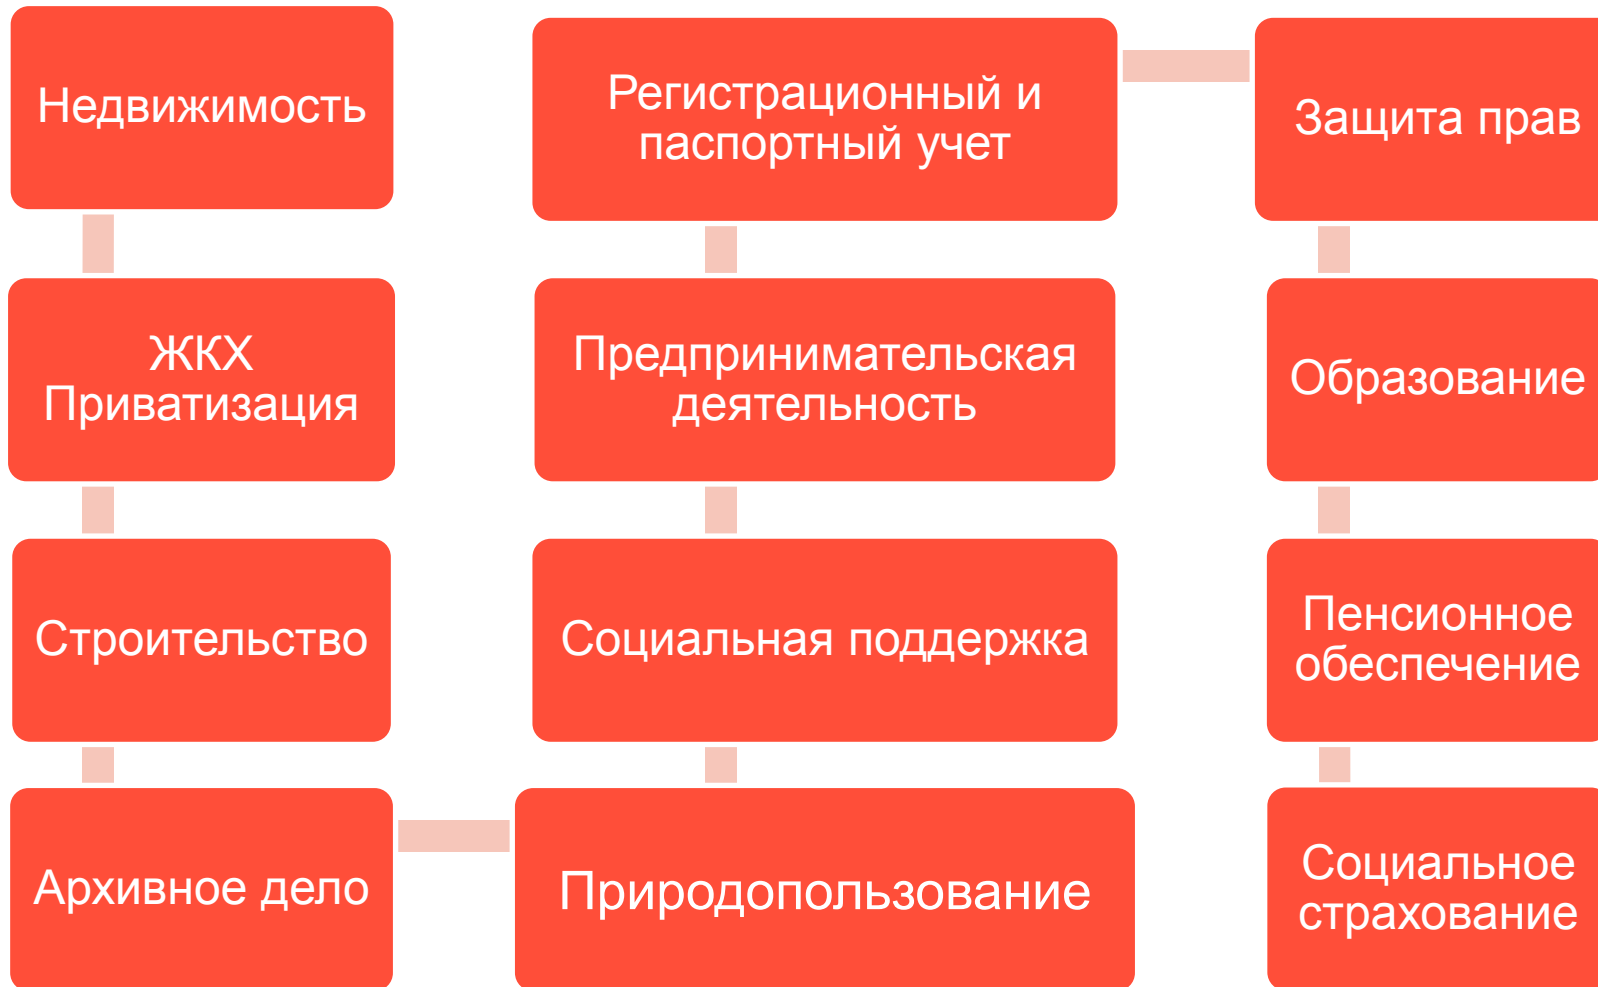 Недвижимость
ЖКХ
Приватизация
Строительство
Архивное дело
Природопользование
Социальная поддержка
Предпринимательская
деятельность
Регистрационный и
паспортный учет
Защита прав
Образование
Пенсионное
обеспечение
Социальное
страхование